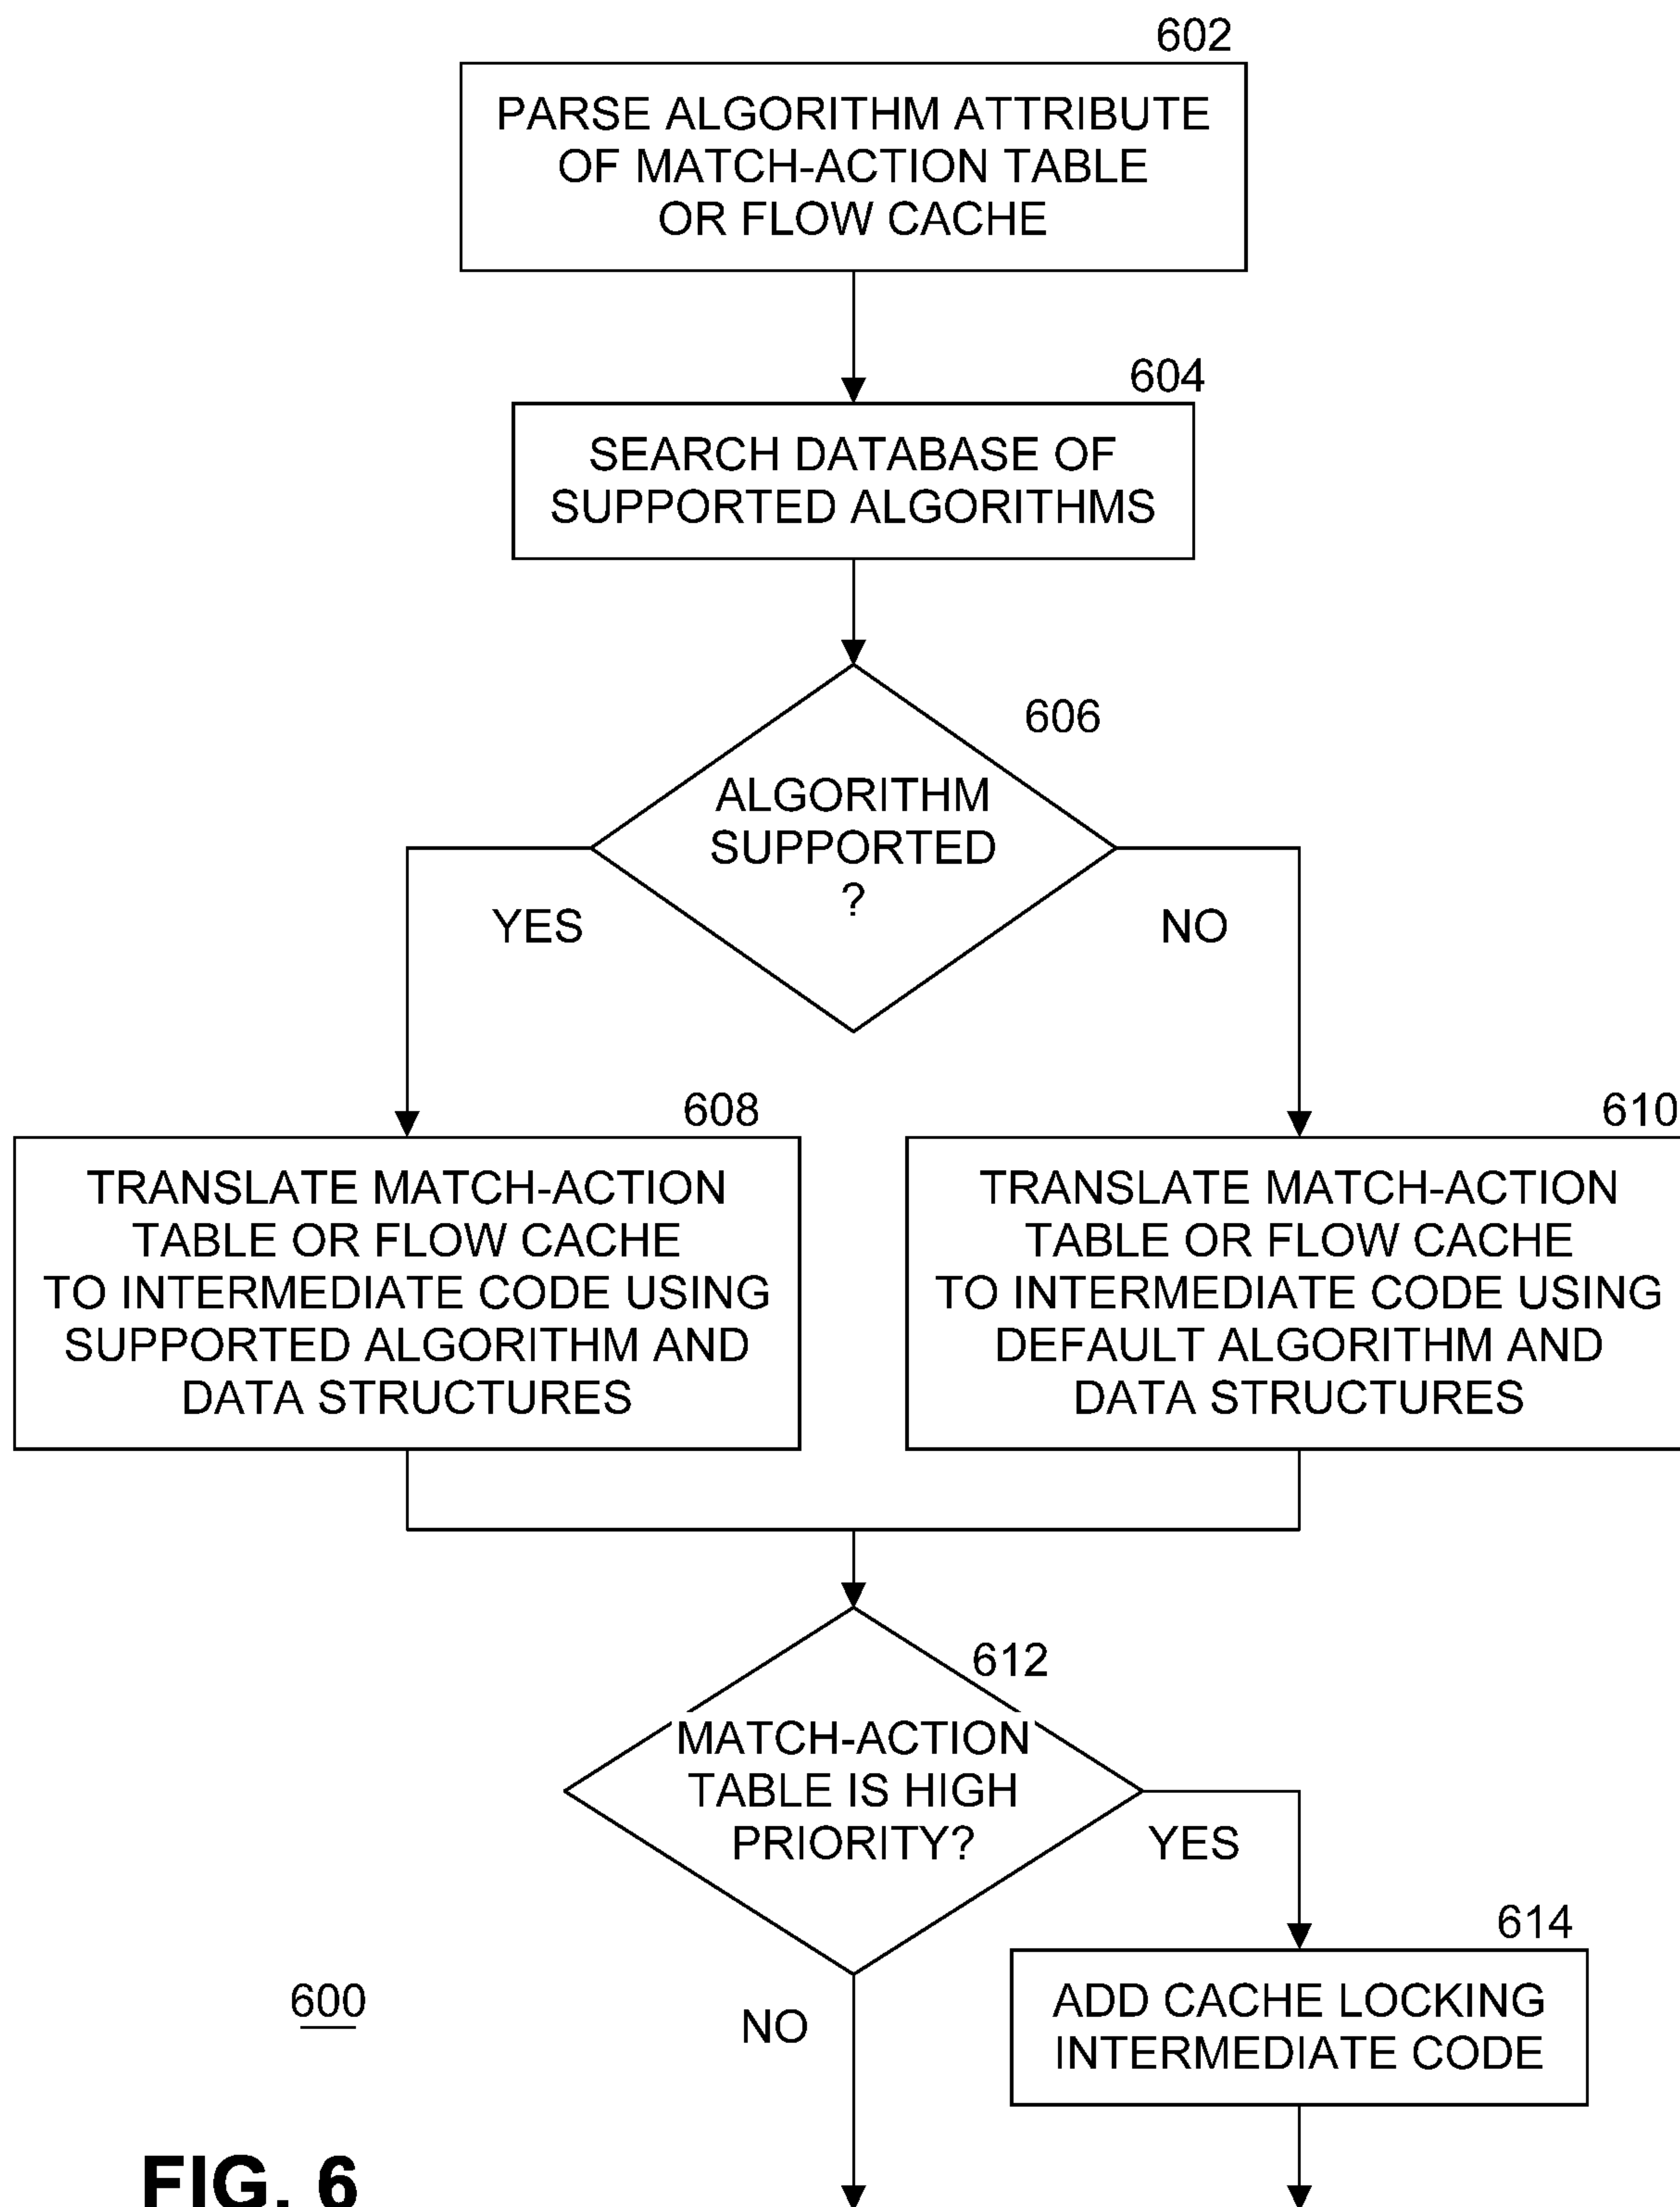 602
PARSE ALGORITHM ATTRIBUTE
OF MATCH-ACTION TABLE
OR FLOW CACHE
604
SEARCH DATABASE OF
SUPPORTED ALGORITHMS
606
ALGORITHM
SUPPORTED
?
YES
NO
608
TRANSLATE MATCH-ACTION
TABLE OR FLOW CACHE
TO INTERMEDIATE CODE USING
SUPPORTED ALGORITHM AND
DATA STRUCTURES
610
TRANSLATE MATCH-ACTION
TABLE OR FLOW CACHE
TO INTERMEDIATE CODE USING
DEFAULT ALGORITHM AND
DATA STRUCTURES
612
MATCH-ACTION
TABLE IS HIGH
PRIORITY?
YES
NO
614
ADD CACHE LOCKING
INTERMEDIATE CODE
600
FIG. 6